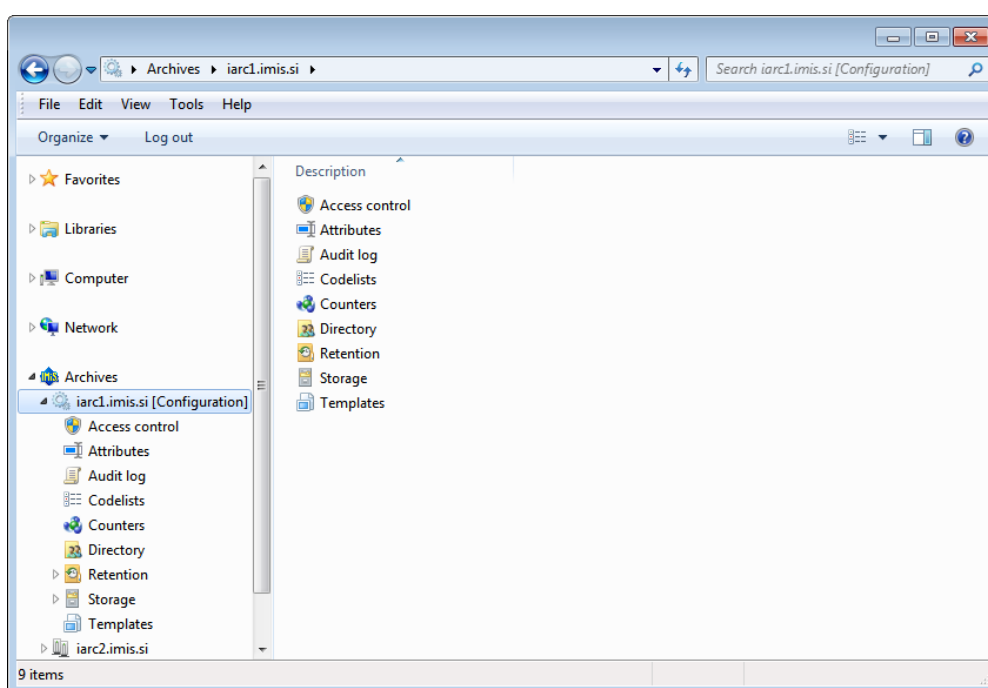 Archives iarc1.imis.si
Search iarc1.imis.si [Configuration]
File Edit View Tools Help
Organize Log out
Favorites
Libraries
Computer
Network
Archives
iarc1.imis.si [Configuration]
Access control
Attributes
Audit log
Codelists
Counters
Directory
Retention
Storage
Templates
iarc2.imis.si
Description
Access control
Attributes
Audit log
Codelists
Counters
Directory
Retention
Storage
Templates
9 items